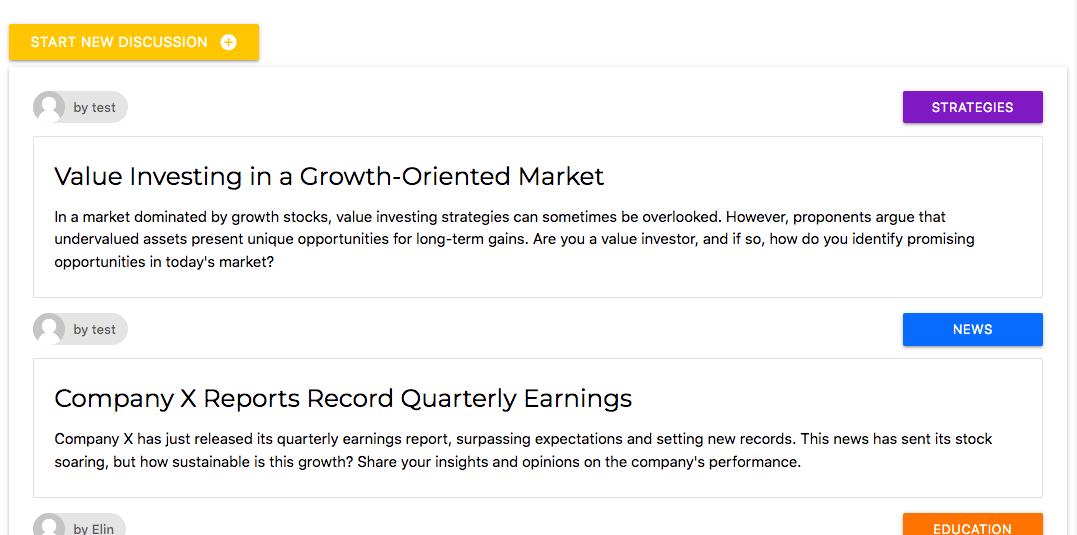 START NEW DISCUSSION
by test
STRATEGIES
Value Investing in a Growth-Oriented Market
In a market dominated by growth stocks, value investing strategies can sometimes be overlooked. However, proponents argue that
undervalued assets present unique opportunities for long-term gains. Are you a value investor, and if so, how do you identify promising
opportunities in today's market?
by test
NEWS
Company X Reports Record Quarterly Earnings
Company X has just released its quarterly earnings report, surpassing expectations and setting new records. This news has sent its stock
soaring, but how sustainable is this growth? Share your insights and opinions on the company's performance.
by Elin
EDUCATION